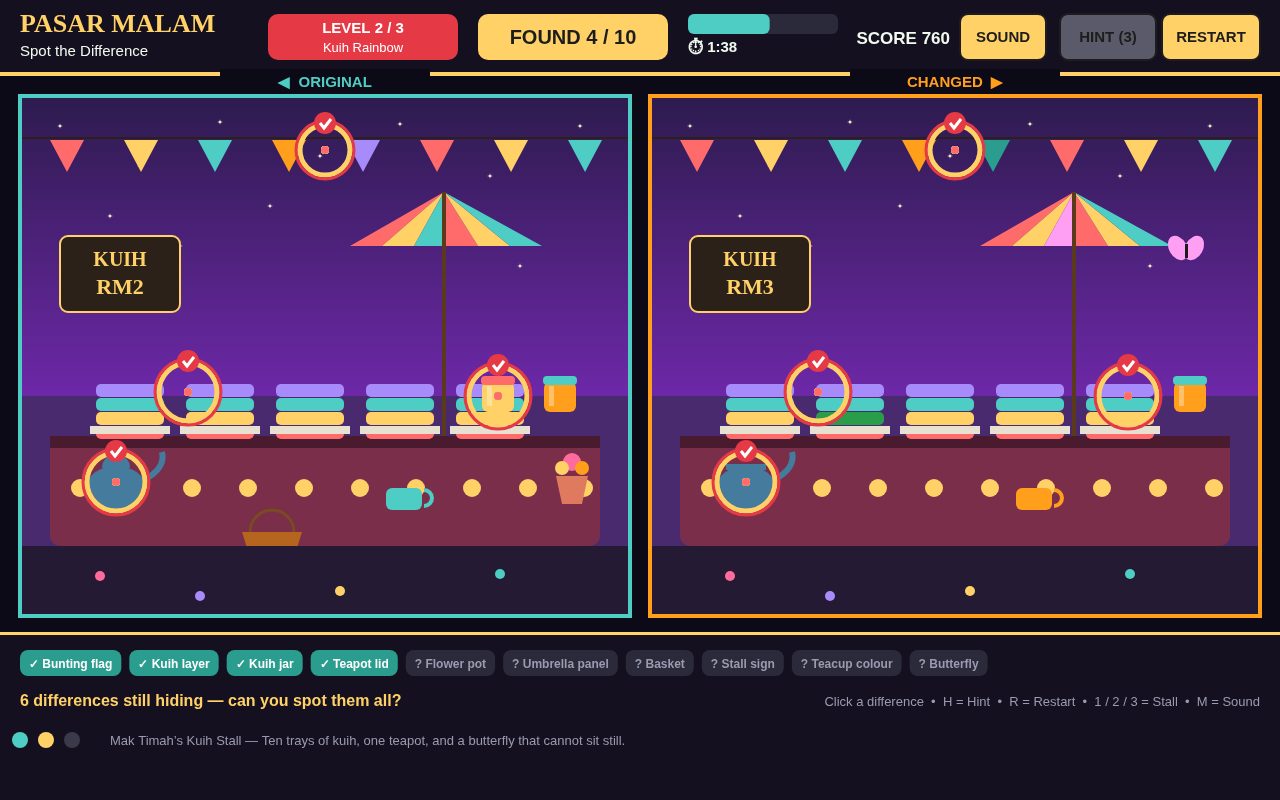 PASAR MALAM
Spot the Difference
LEVEL 2 / 3
Kuih Rainbow
FOUND 4 / 10
⏱ 1:38
SCORE 760
SOUND
HINT (3)
RESTART
◀ ORIGINAL
CHANGED ▶
KUIH
RM2
KUIH
RM3
✓ Bunting flag
✓ Kuih layer
✓ Kuih jar
✓ Teapot lid
? Flower pot
? Umbrella panel
? Basket
? Stall sign
? Teacup colour
? Butterfly
6 differences still hiding — can you spot them all?
Click a difference • H = Hint • R = Restart • 1 / 2 / 3 = Stall • M = Sound
Mak Timah's Kuih Stall — Ten trays of kuih, one teapot, and a butterfly that cannot sit still.